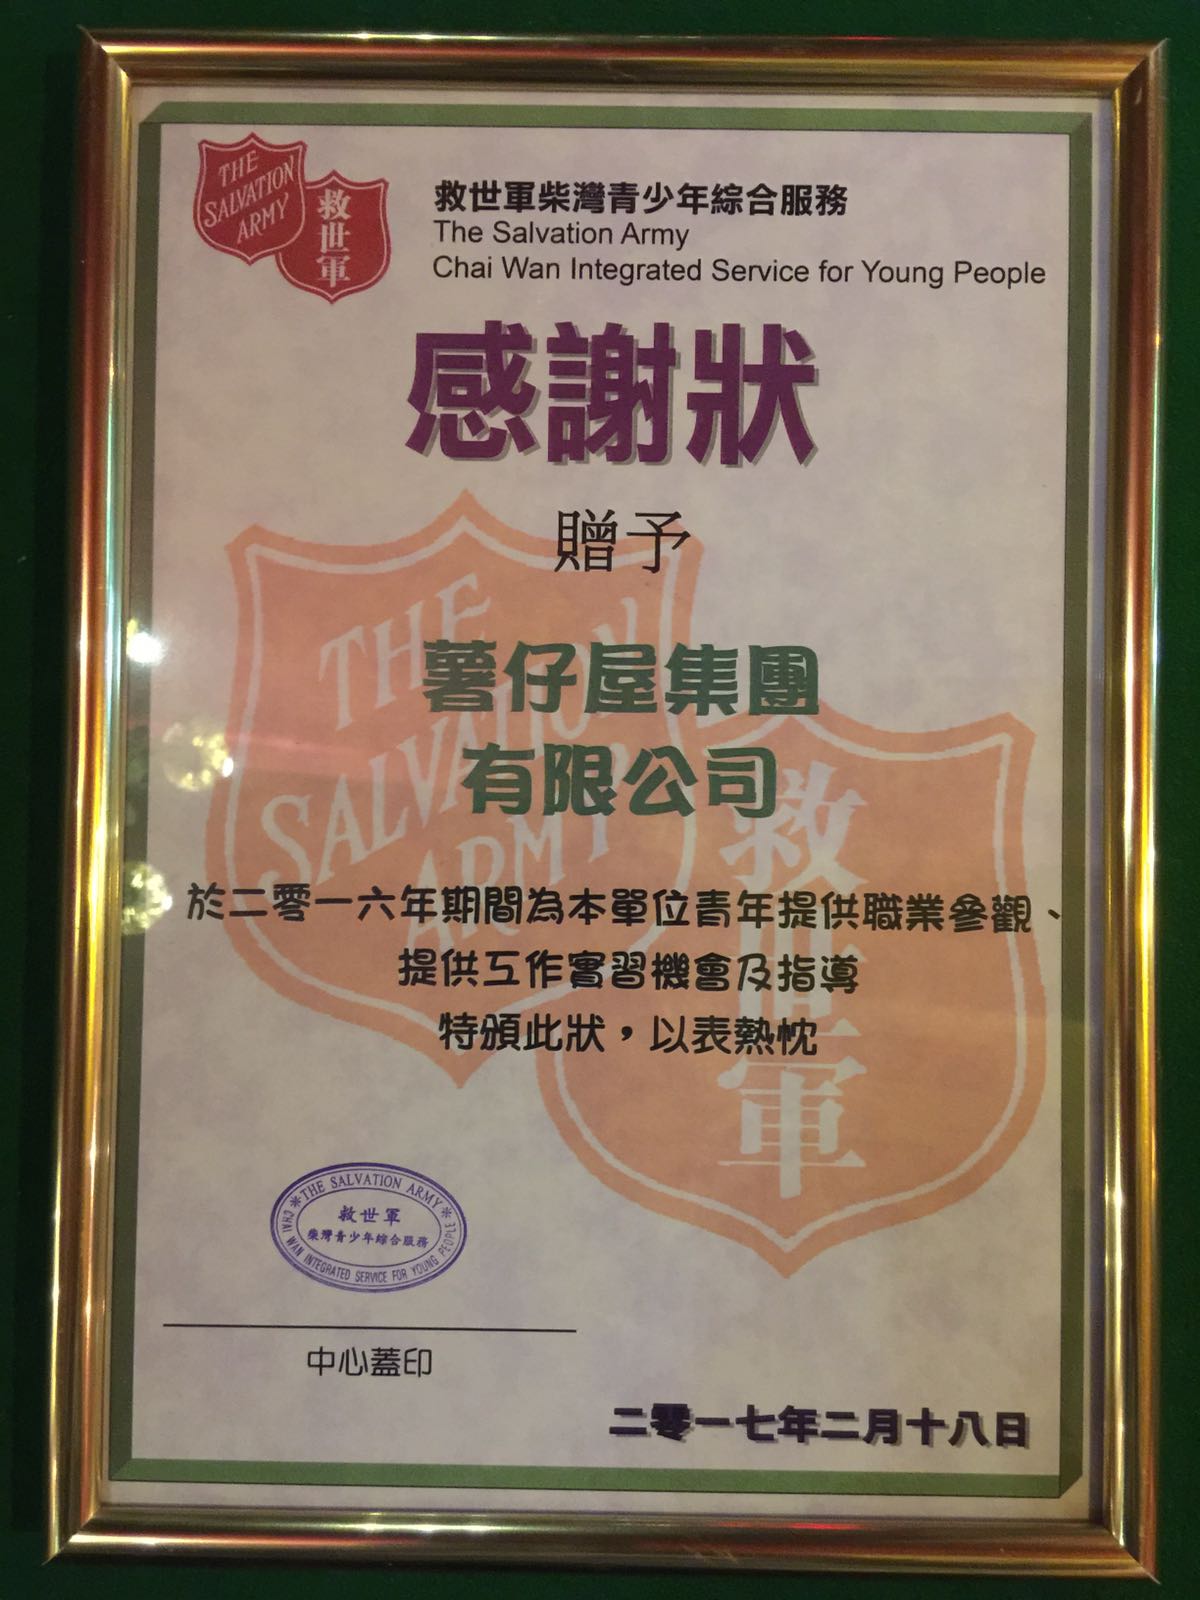 THE
SALVATION
ARMY
救世軍
救世軍柴灣青少年綜合服務
The Salvation Army
Chai Wan Integrated Service for Young People
感謝狀
贈予
THE
SALVATION
ARMY
救世軍
薯仔屋集團
有限公司
於二零一六年期間為本單位青年提供職業參觀、
提供工作實習機會及指導
特頒此狀，以表熱忱
THE SALVATION ARMY
救世軍
柴灣青少年綜合服務
CHAI WAN INTEGRATED SERVICE FOR YOUNG PEOPLE
中心蓋印
二零一七年二月十八日